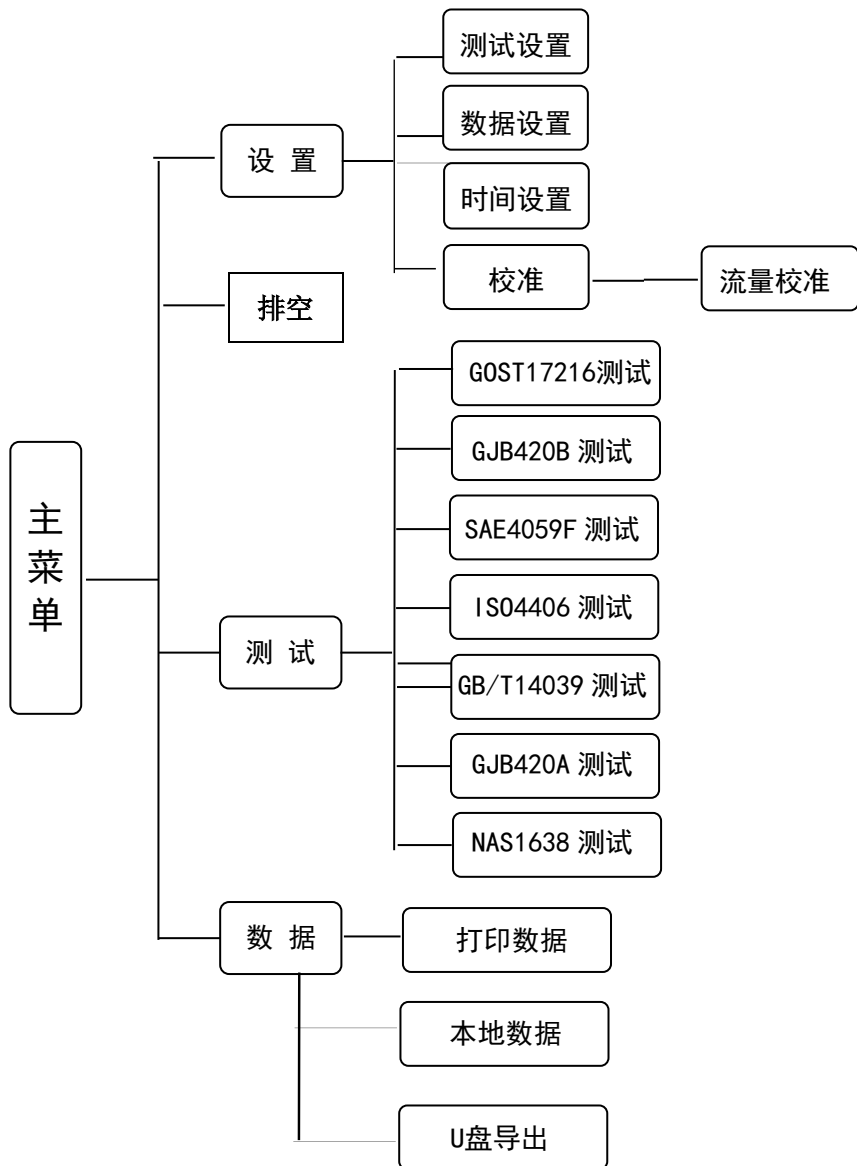 主菜单
设 置
测试设置
数据设置
时间设置
校准
流量校准
排空
测 试
GOST17216测试
GJB420B 测试
SAE4059F 测试
ISO4406 测试
GB/T14039 测试
GJB420A 测试
NAS1638 测试
数 据
打印数据
本地数据
U盘导出